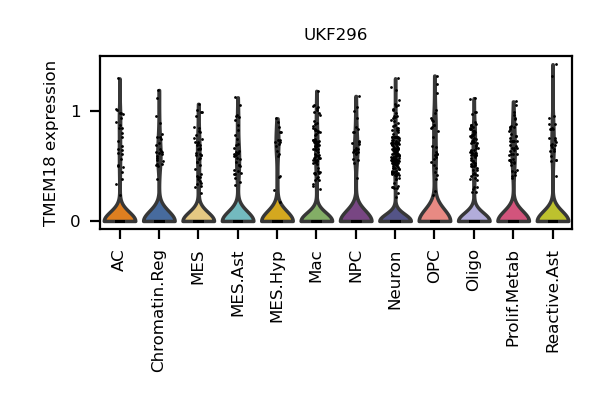 UKF296
TMEM18 expression
1
0
AC
Chromatin.Reg
MES
MES.Ast
MES.Hyp
Mac
NPC
Neuron
OPC
Oligo
Prolif.Metab
Reactive.Ast